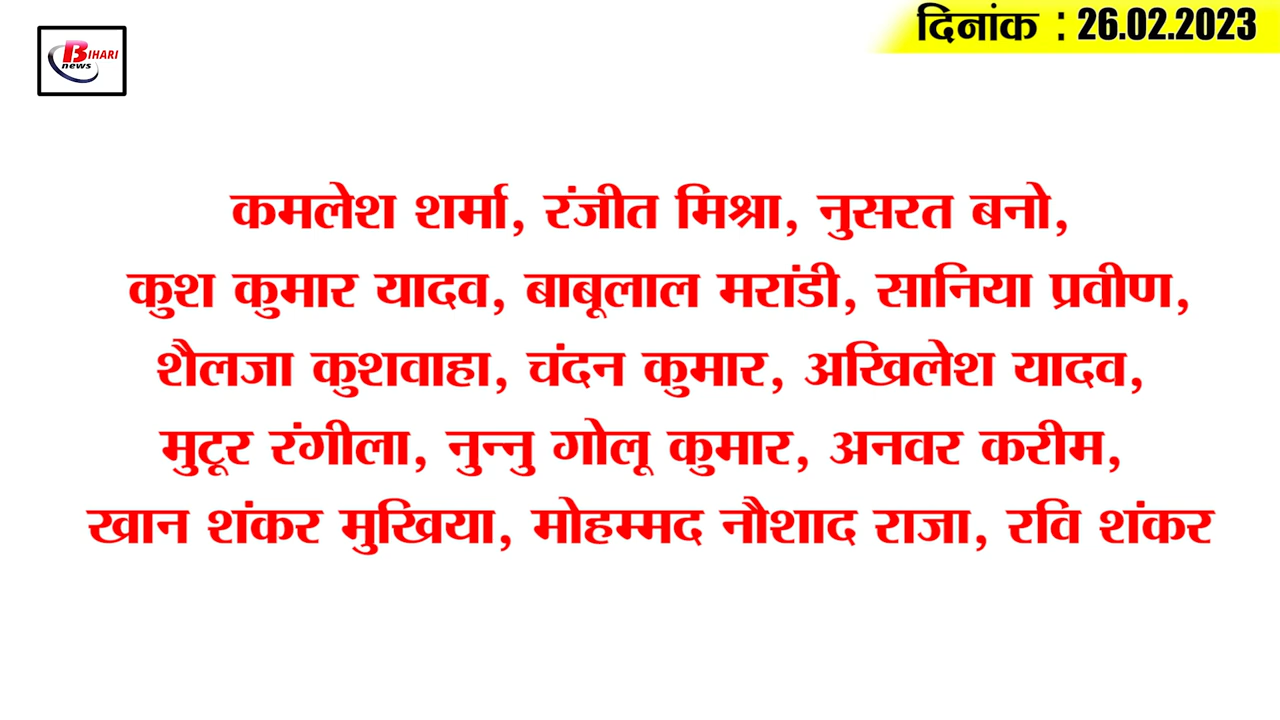 BIHARI
news
दिनांक : 26.02.2023
कमलेश शर्मा, रंजीत मिश्रा, नुसरत बनो,
कुश कुमार यादव, बाबूलाल मरांडी, सानिया प्रवीण,
शैलजा कुशवाहा, चंदन कुमार, अखिलेश यादव,
मुटूर रंगीला, नुन्नु गोलू कुमार, अनवर करीम,
खान शंकर मुखिया, मोहम्मद नौशाद राजा, रवि शंकर